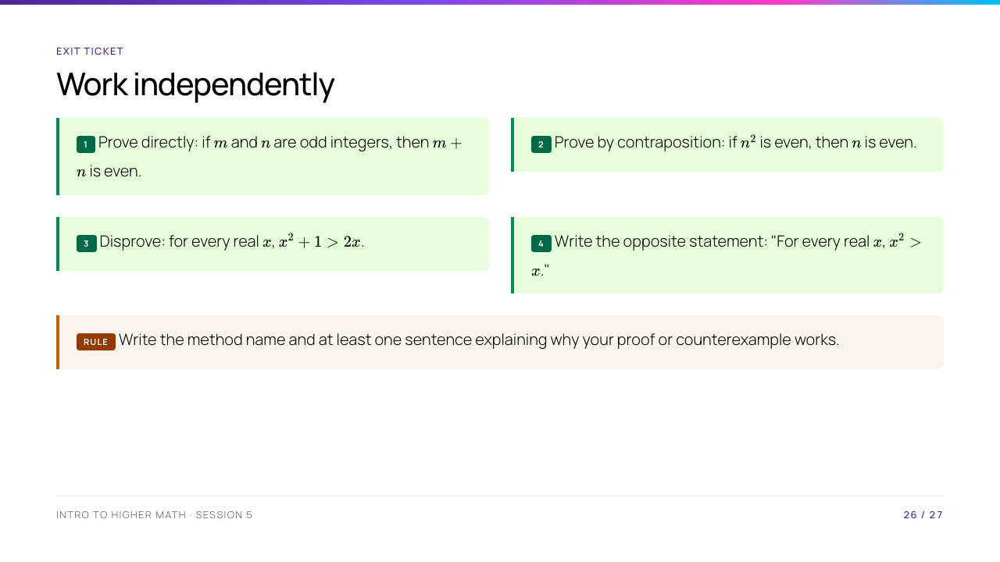 EXIT TICKET
Work independently
1 Prove directly: if m and n are odd integers, then m +
n is even.
2 Prove by contraposition: if n² is even, then n is even.
3 Disprove: for every real x, x² + 1 > 2x.
4 Write the opposite statement: "For every real x, x² >
x."
RULE Write the method name and at least one sentence explaining why your proof or counterexample works.
INTRO TO HIGHER MATH · SESSION 5
26 / 27